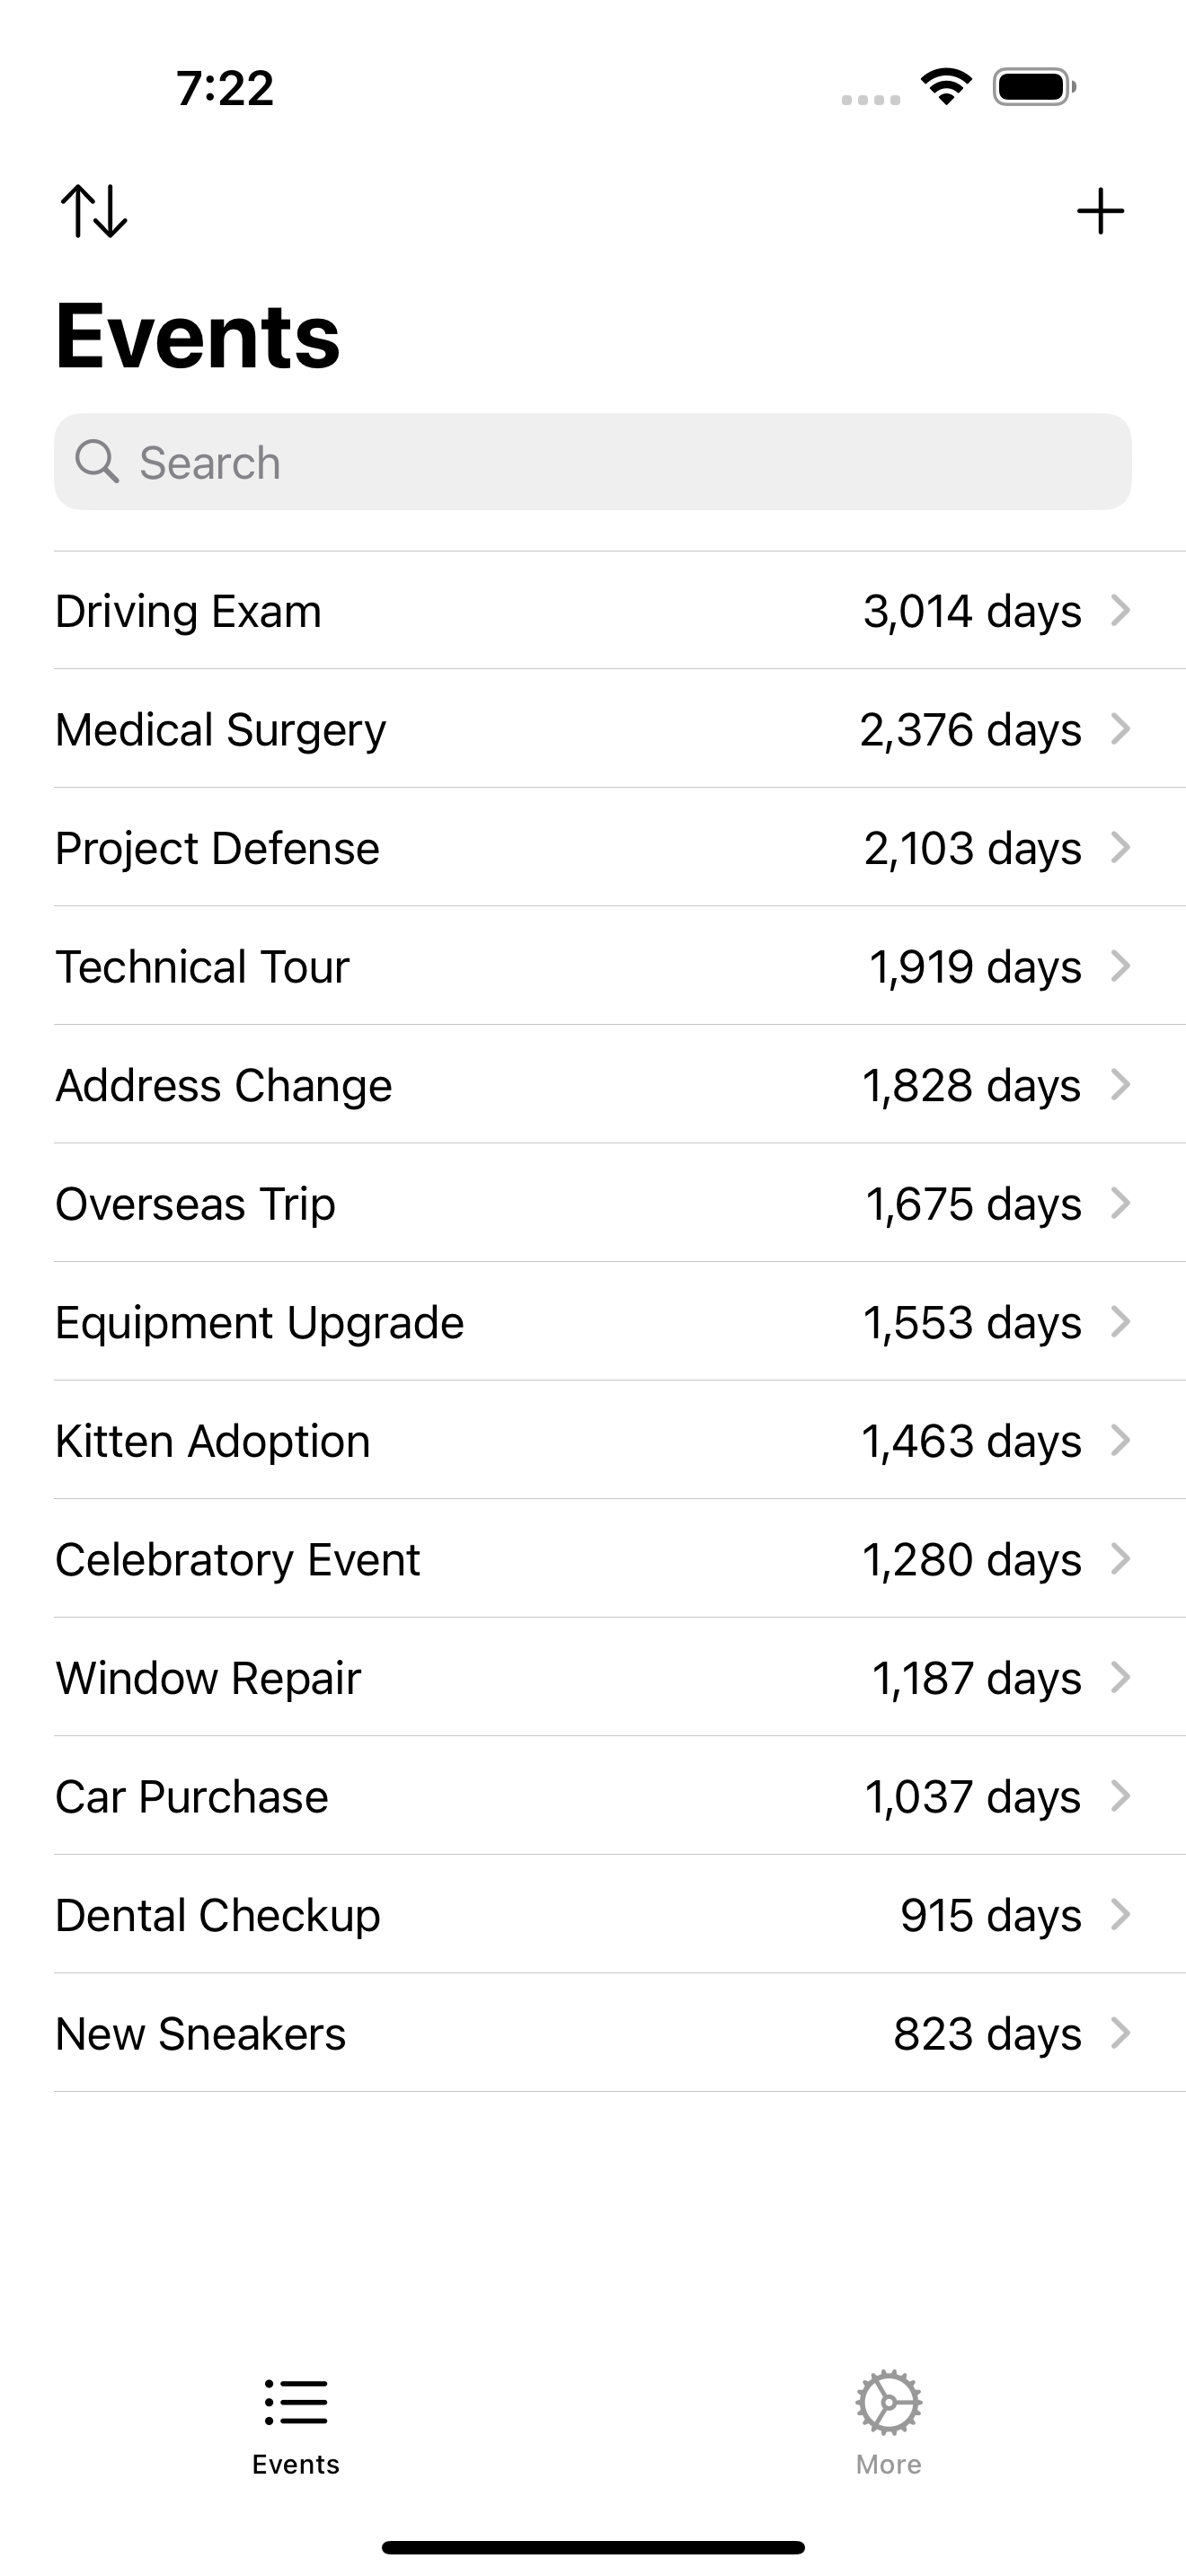 7:22
Events
Search
Driving Exam 3,014 days
Medical Surgery 2,376 days
Project Defense 2,103 days
Technical Tour 1,919 days
Address Change 1,828 days
Overseas Trip 1,675 days
Equipment Upgrade 1,553 days
Kitten Adoption 1,463 days
Celebratory Event 1,280 days
Window Repair 1,187 days
Car Purchase 1,037 days
Dental Checkup 915 days
New Sneakers 823 days
Events More